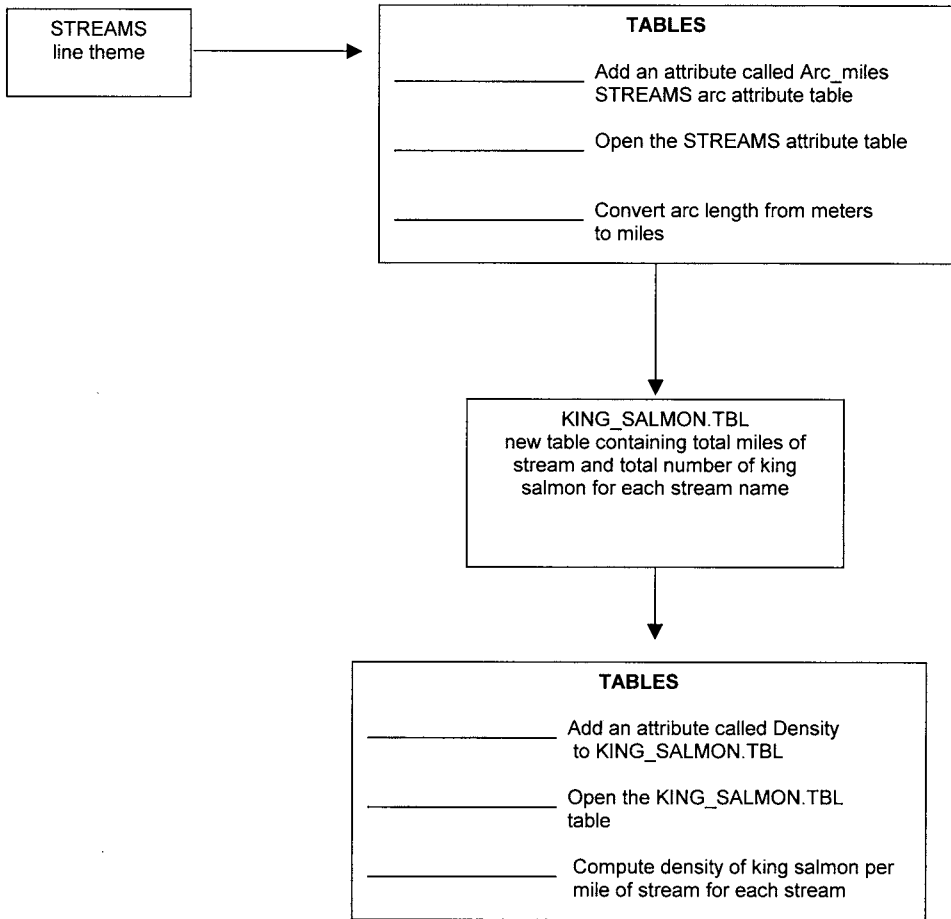 STREAMS
line theme
TABLES
Add an attribute called Arc_miles
STREAMS arc attribute table
Open the STREAMS attribute table
Convert arc length from meters
to miles
KING_SALMON.TBL
new table containing total miles of
stream and total number of king
salmon for each stream name
TABLES
Add an attribute called Density
to KING_SALMON.TBL
Open the KING_SALMON.TBL
table
Compute density of king salmon per
mile of stream for each stream